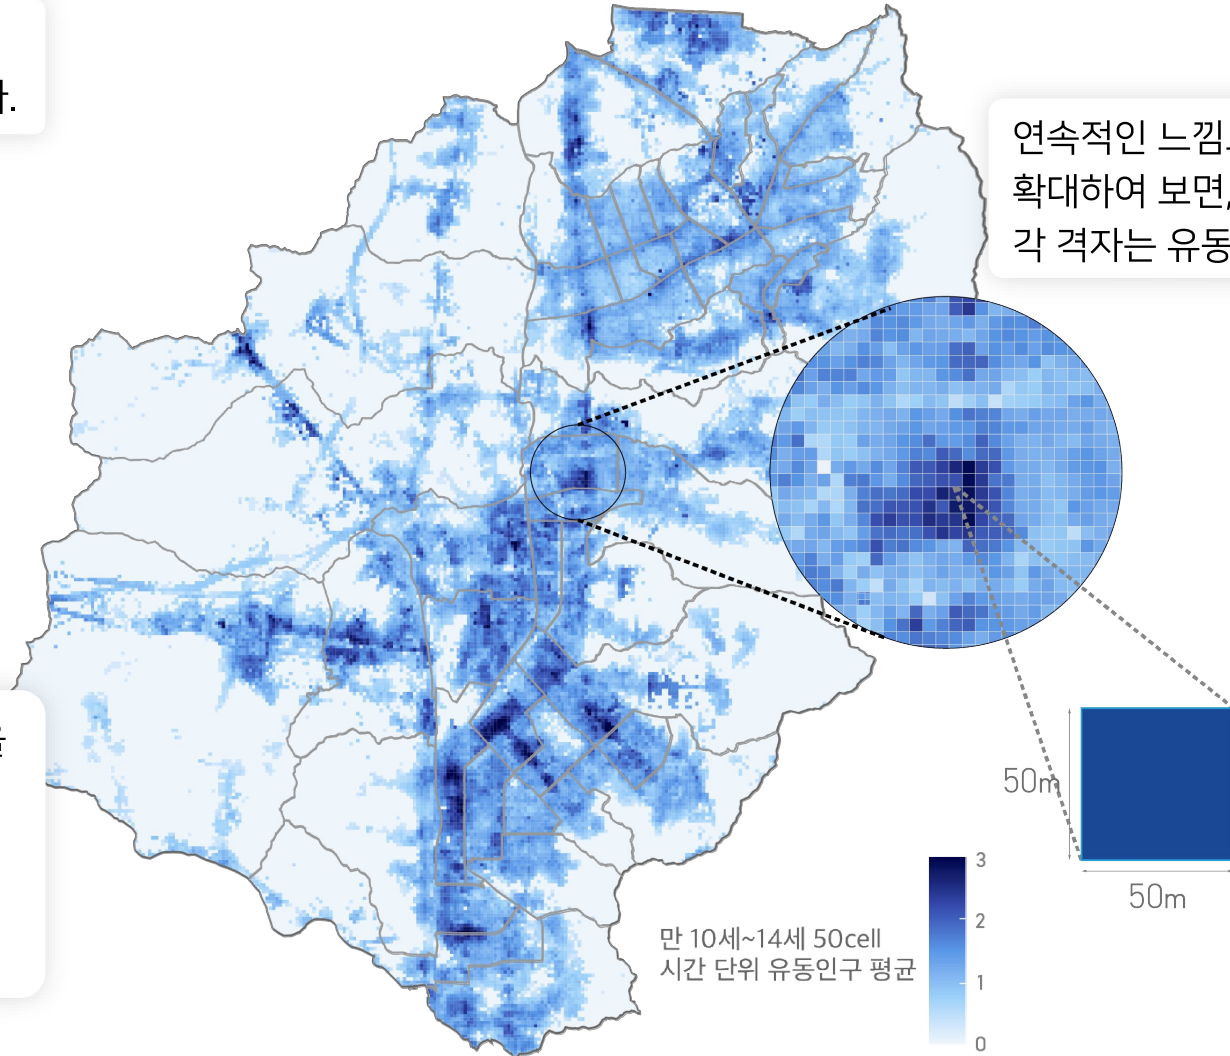 연속적인 느낌
확대하여 보면,
각 격자는 유동
50m
50m
3
2
1
0
만 10세~14세 50cell
시간 단위 유동인구 평균